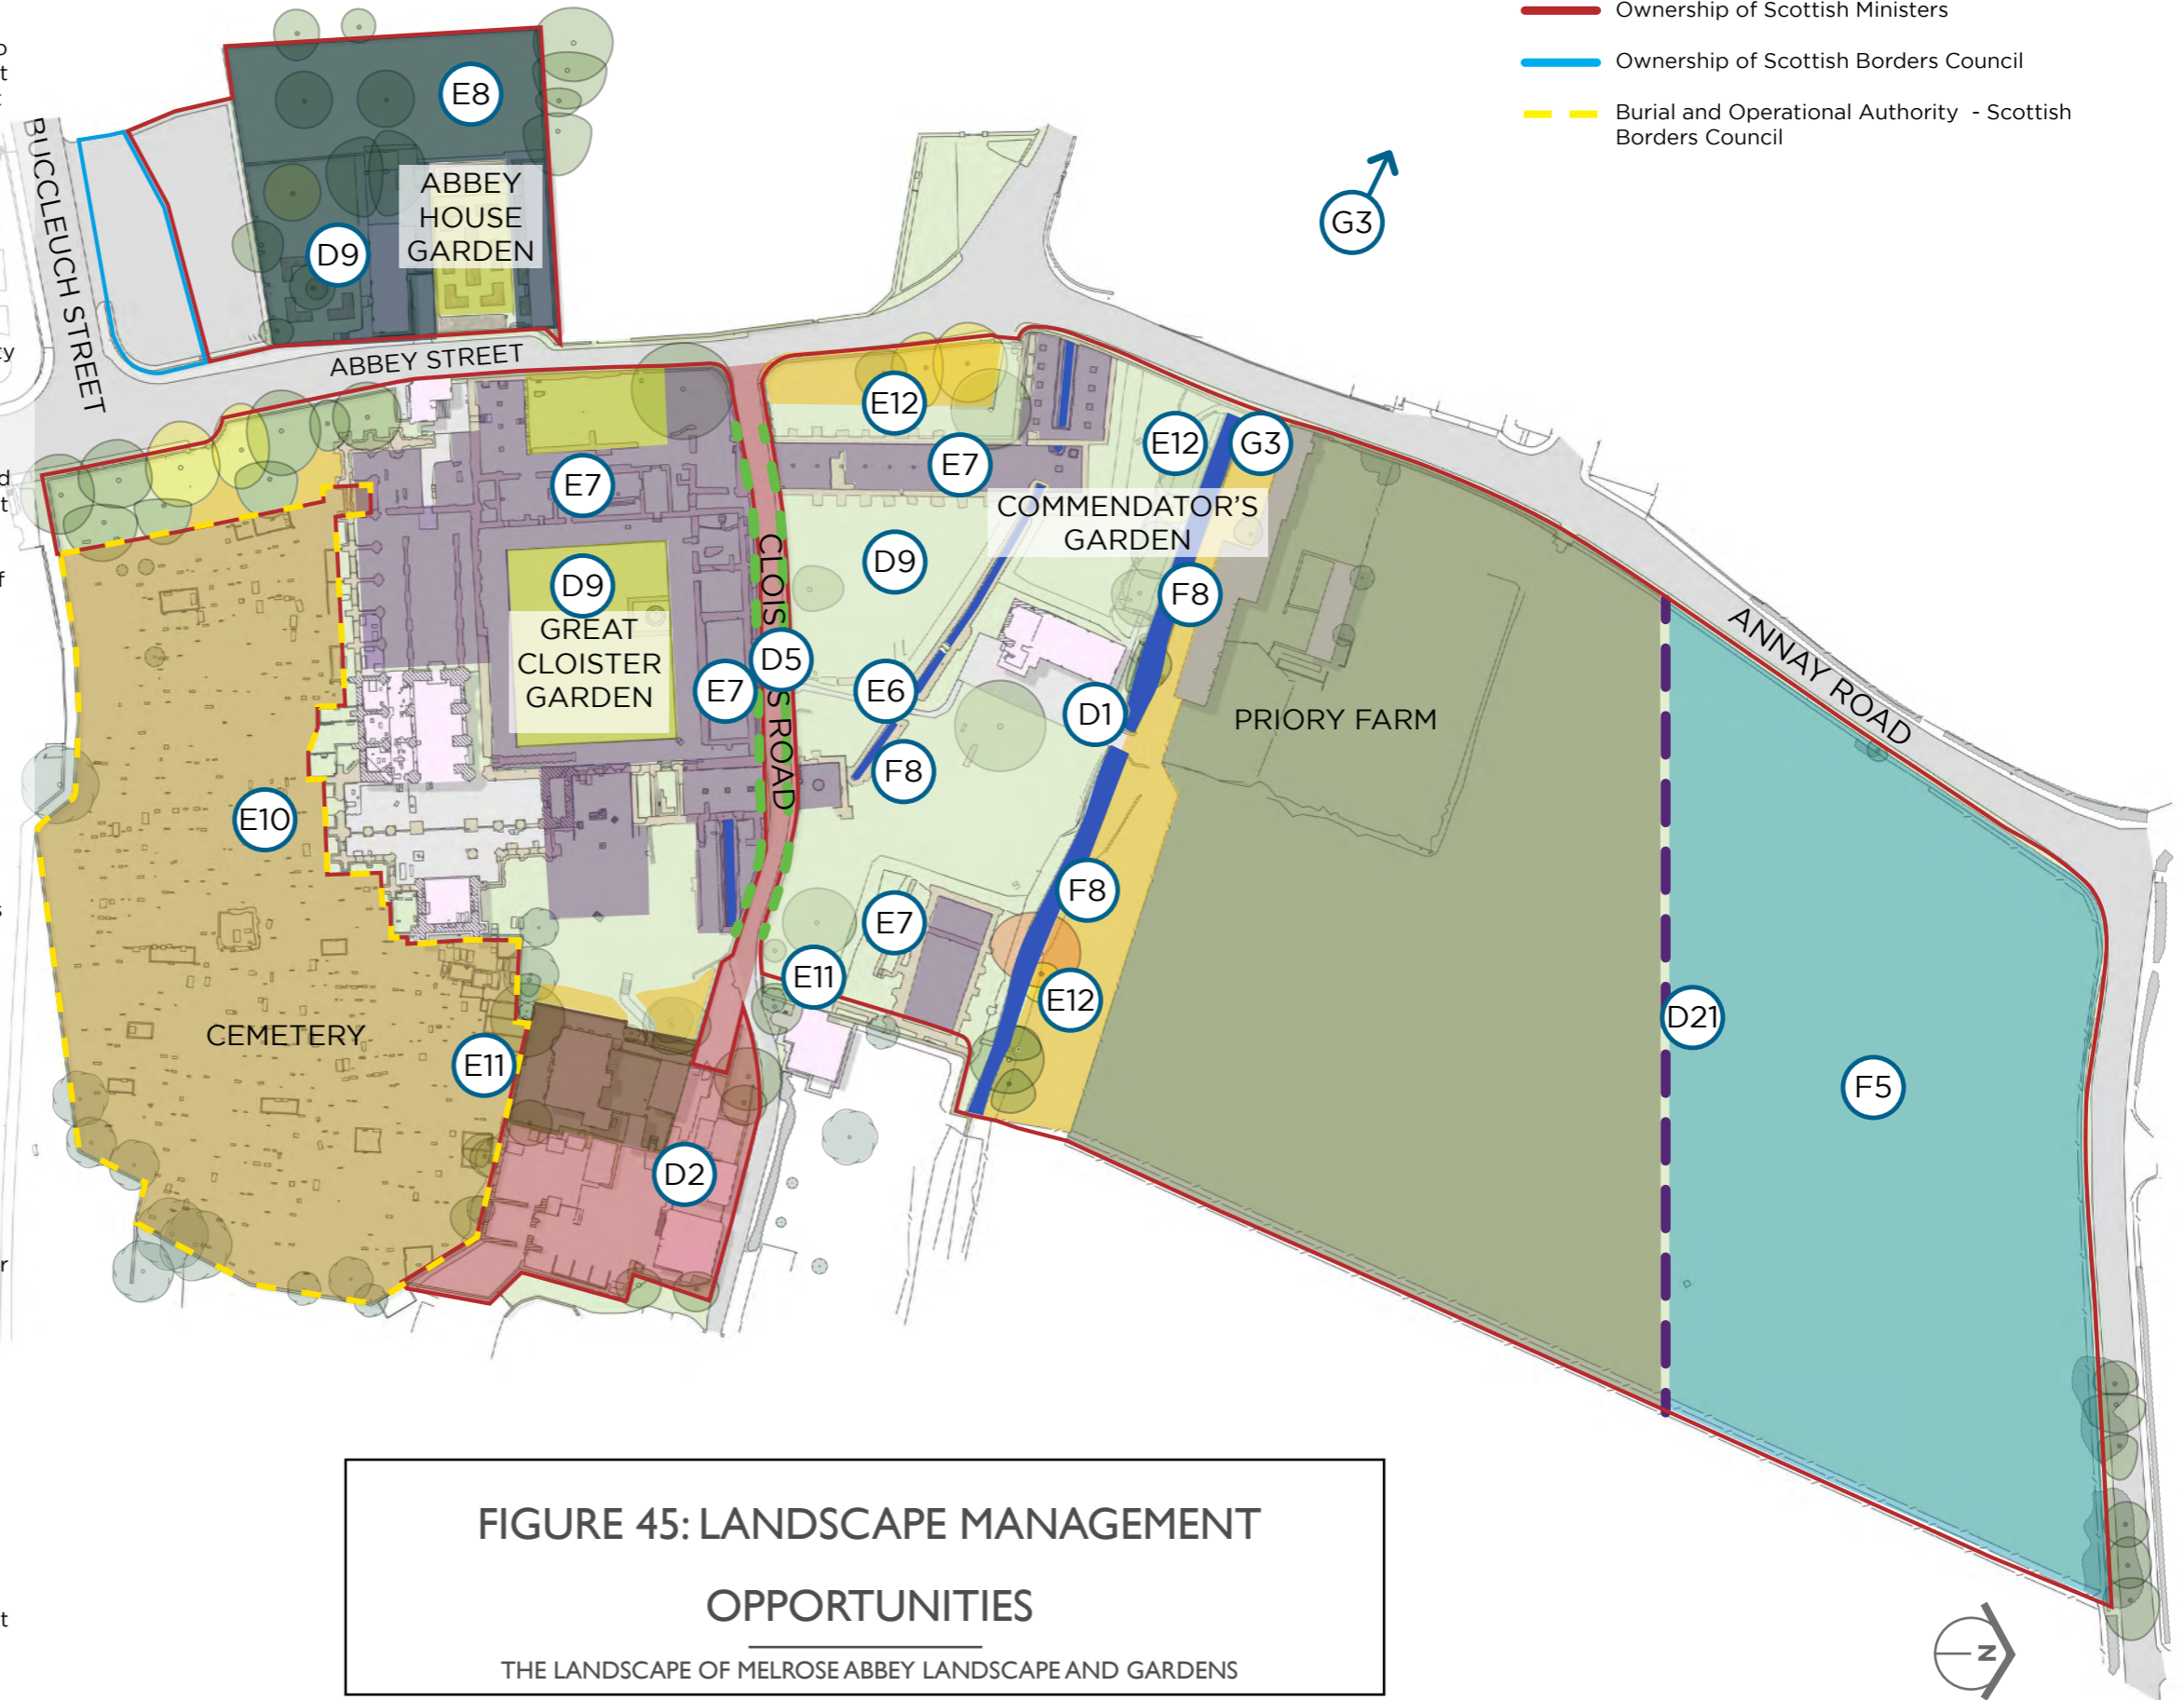 Ownership of Scottish Ministers
Ownership of Scottish Borders Council
Burial and Operational Authority - Scottish
Borders Council
G3
E8
ABBEY
HOUSE
GARDEN
D9
BUCCLEUCH STREET
ABBEY STREET
E12
E7
E7
E12
G3
COMMENDATOR'S
GARDEN
D9
D9
GREAT
CLOISTER
GARDEN
F8
CLOIS
S ROAD
D5
E7
E6
D1
F8
PRIORY FARM
ANNAY ROAD
E10
F8
E7
E11
E12
D21
CEMETERY
E11
F5
D2
FIGURE 45: LANDSCAPE MANAGEMENT
OPPORTUNITIES
THE LANDSCAPE OF MELROSE ABBEY LANDSCAPE AND GARDENS
N